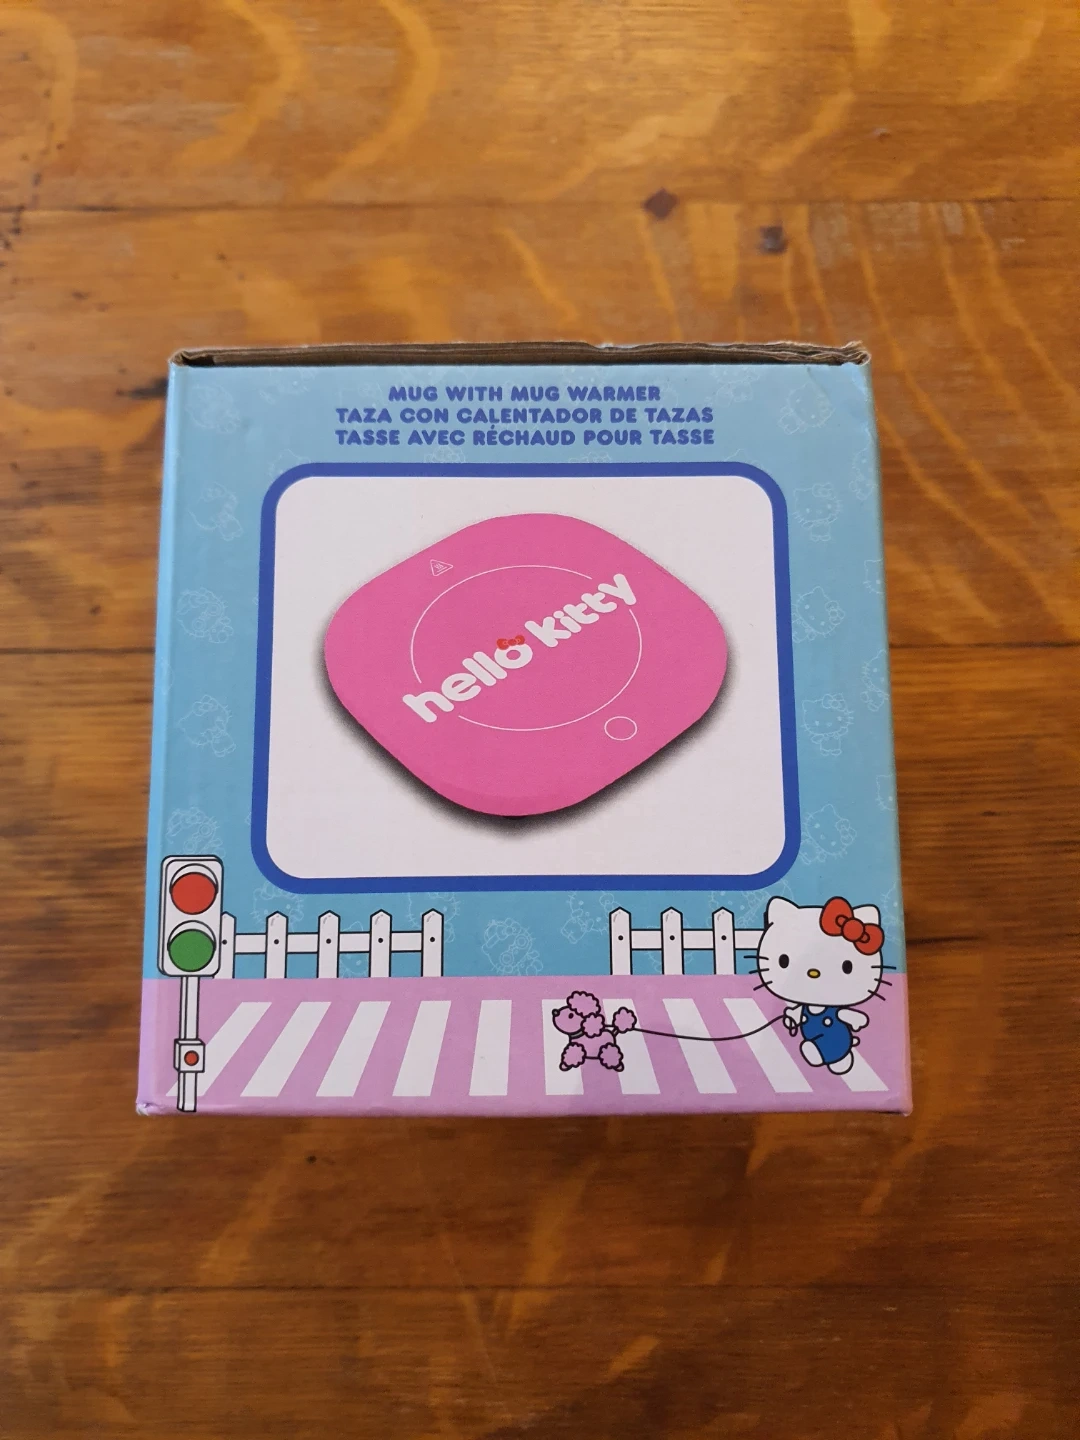 MUG WITH MUG WARMER
TAZA CON CALENTADOR DE TAZAS
TASSE AVEC RÉCHAUD POUR TASSE
hello kitty